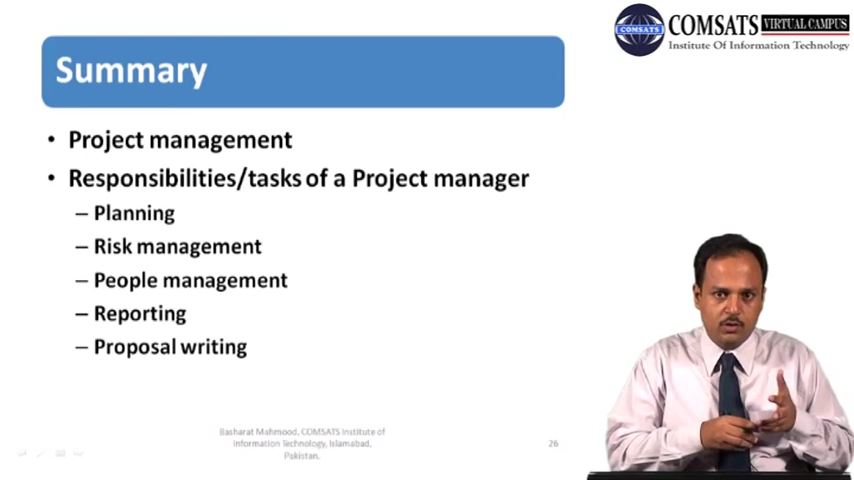 COMSATS VIRTUAL CAMPUS
COMSATS
Institute Of Information Technology
Summary
• Project management
• Responsibilities/tasks of a Project manager
– Planning
– Risk management
– People management
– Reporting
– Proposal writing
Basharat Mahmood, COMSATS Institute of
Information Technology, Islamabad,
Pakistan.
26